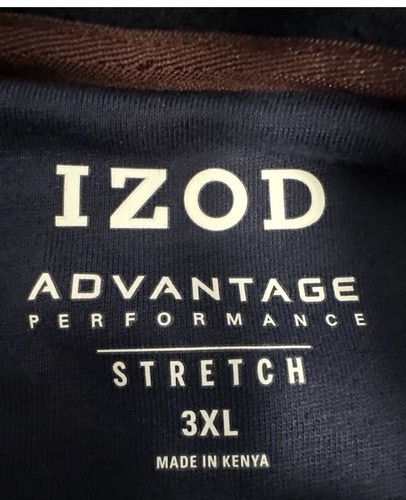 IZOD
ADVANTAGE
PERFORMANCE
STRETCH
3XL
MADE IN KENYA